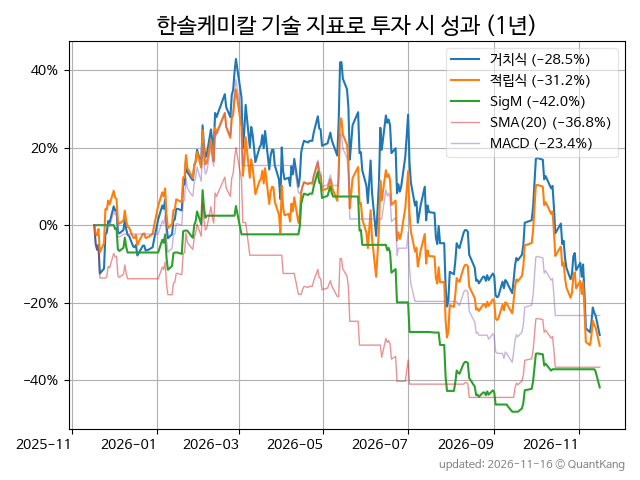 한솔케미칼 기술 지표로 투자 시 성과 (1년)
거치식 (−28.5%)
적립식 (−31.2%)
SigM (−42.0%)
SMA(20) (−36.8%)
MACD (−23.4%)
40%
20%
0%
−20%
−40%
2025−11 2026−01 2026−03 2026−05 2026−07 2026−09 2026−11
updated: 2026−11−16 © QuantKang